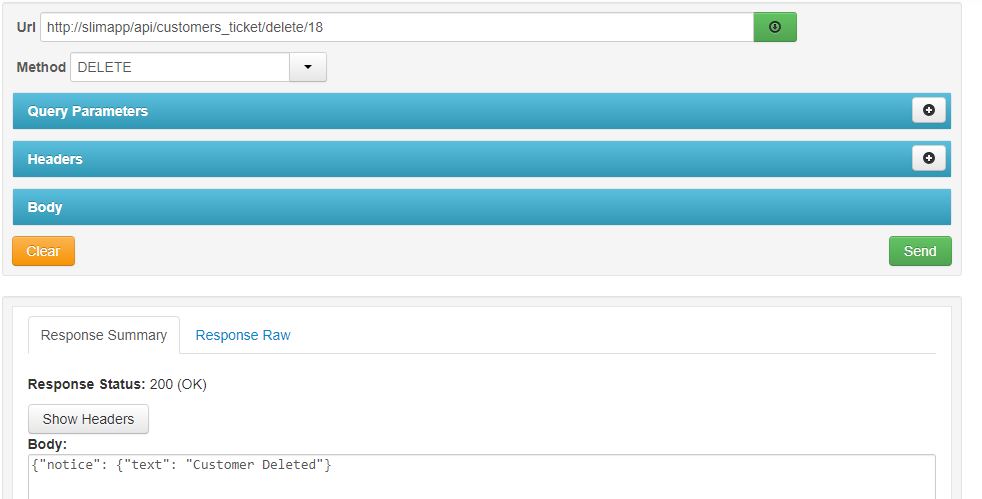 Url http://slimapp/api/customers_ticket/delete/18
Method DELETE
Query Parameters
Headers
Body
Clear Send
Response Summary Response Raw
Response Status: 200 (OK)
Show Headers
Body:
{"notice": {"text": "Customer Deleted"}